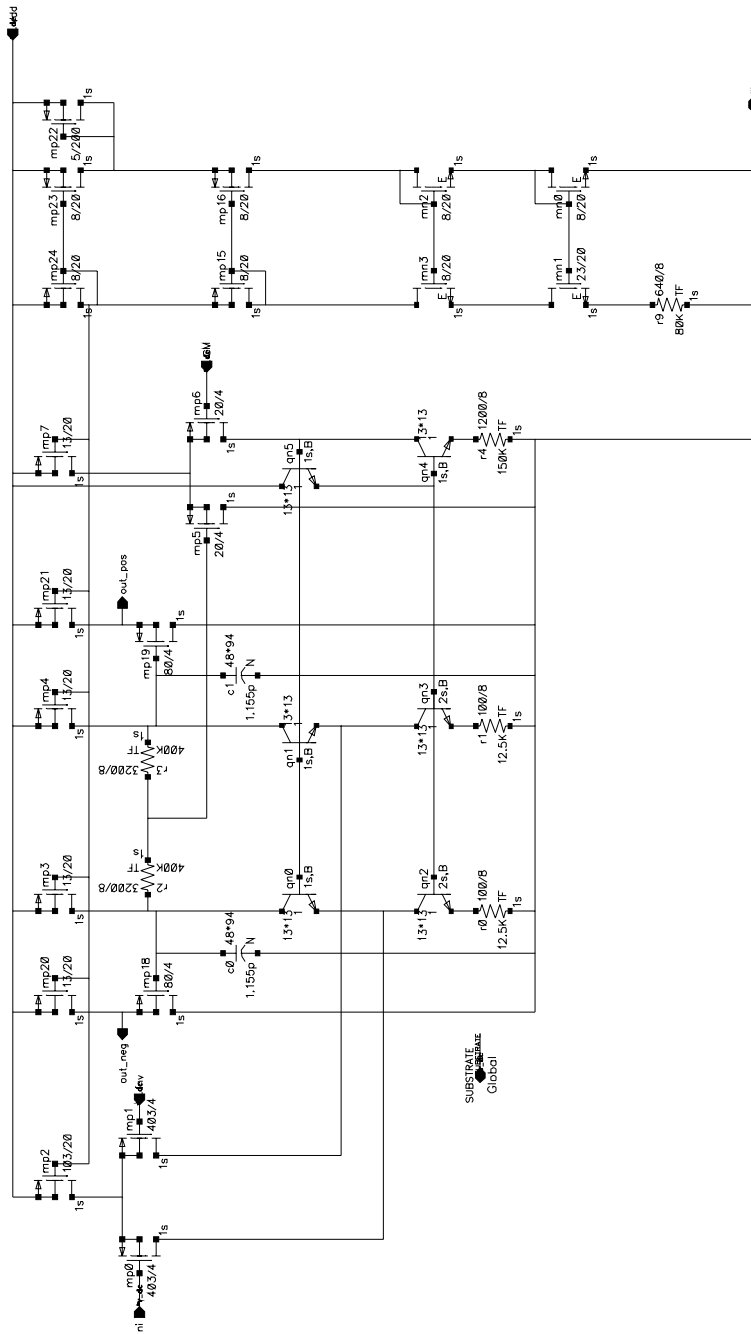 Vdd
mp22
5/200
1s
mp23
8/20
1s
mp24
8/20
mp16
8/20
1s
mp15
8/20
1s
mn2
8/20
E
mn3
8/20
E
mn0
8/20
E
mn1
23/20
E
r9
640/8
80K
TF
1s
mp7
13/20
1s
mp6
20/4
1s
mp5
20/4
1s
qn5
13*13
1
1s,B
qn4
13*13
1
1s,B
r4
1200/8
150K
TF
1s
mp21
13/20
1s
out_pos
mp19
80/4
1s
mp4
13/20
1s
c1
48*94
1.155p
N
r3
3200/8
400K
TF
1s
qn1
13*13
1
1s,B
qn3
13*13
1
2s,B
r1
100/8
12.5K
TF
1s
mp3
13/20
1s
r2
3200/8
400K
TF
1s
qn0
13*13
1
1s,B
qn2
13*13
1
2s,B
r0
100/8
12.5K
TF
1s
mp20
13/20
1s
mp18
80/4
1s
c0
48*94
1.155p
N
out_neg
mp1
403/4
1s
mp2
103/20
1s
mp0
403/4
1s
ni
SUBSTRATE
Global